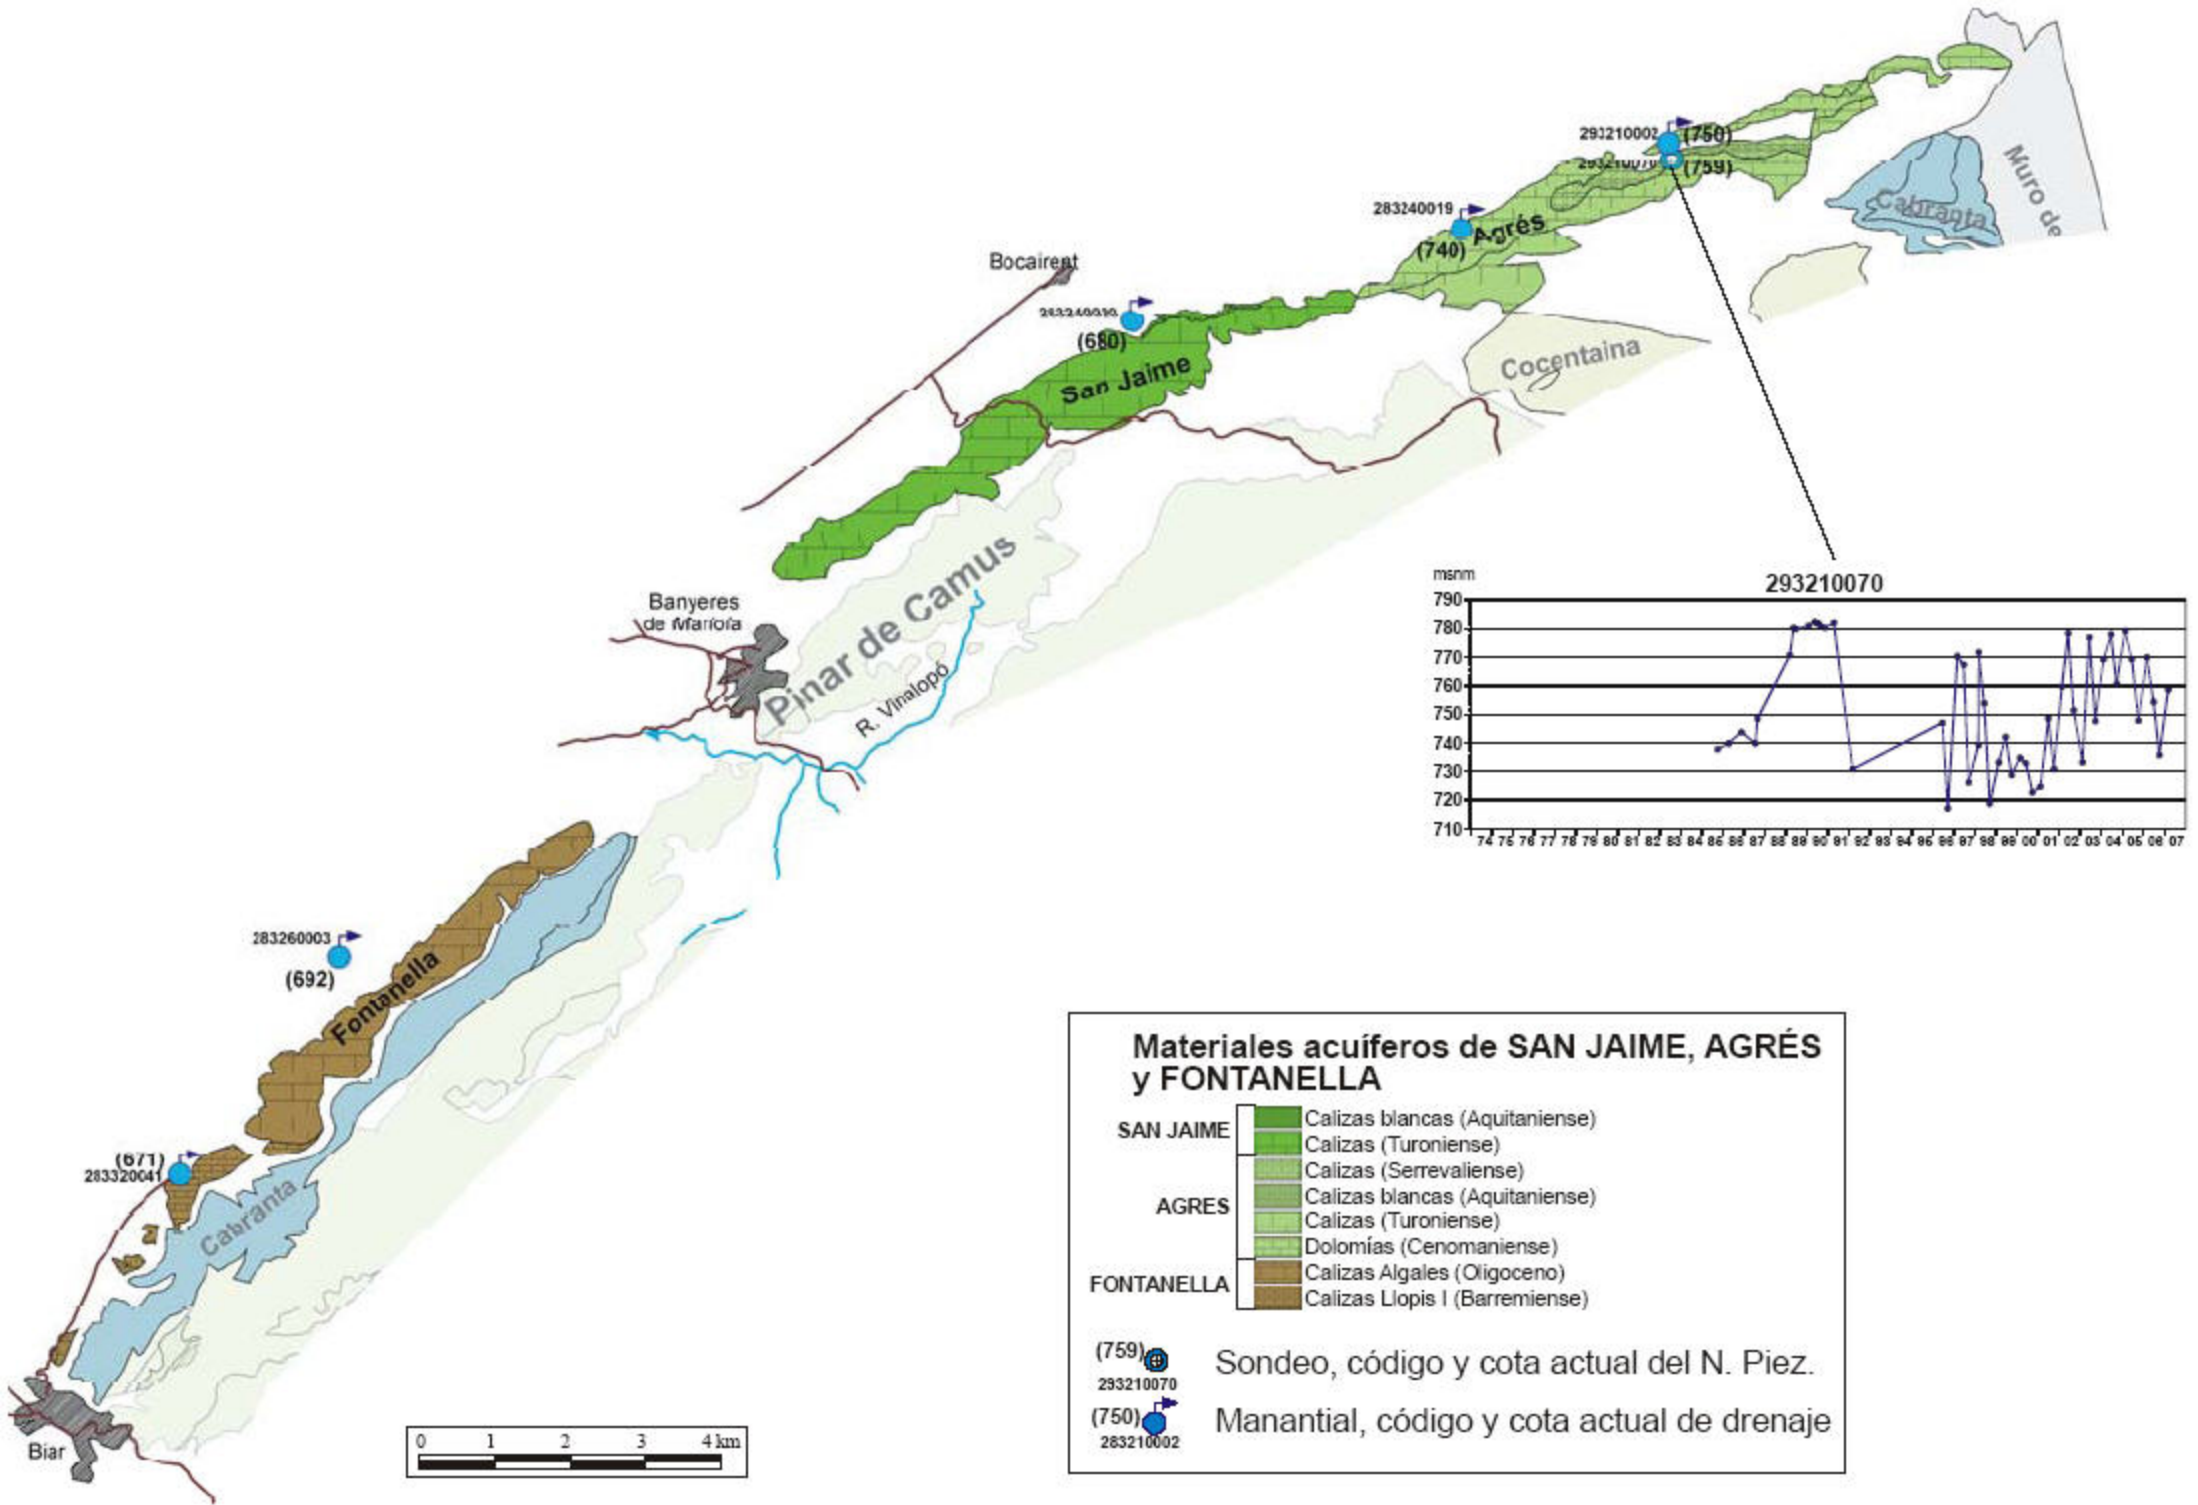 293210002
(750)
(759)
Muro de
Cabranta
283240019
Agrés
(740)
Bocairent
(680)
San Jaime
Cocentaina
msnm
293210070
790
780
770
760
750
740
730
720
710
74 75 76 77 78 79 80 81 82 83 84 85 86 87 88 89 90 91 92 93 94 95 96 97 98 99 00 01 02 03 04 05 06 07
Banyeres
de Mariola
Pinar de Camus
R. Vinalopó
283260003
(692)
Fontanella
(671)
283320041
Cabranta
Biar
0 1 2 3 4 km
Materiales acuíferos de SAN JAIME, AGRÉS
y FONTANELLA
SAN JAIME
Calizas blancas (Aquitaniense)
Calizas (Turoniense)
AGRES
Calizas (Serrevaliense)
Calizas blancas (Aquitaniense)
Calizas (Turoniense)
Dolomías (Cenomaniense)
FONTANELLA
Calizas Algales (Oligoceno)
Calizas Llopis I (Barremiense)
(759)
293210070
Sondeo, código y cota actual del N. Piez.
(750)
283210002
Manantial, código y cota actual de drenaje